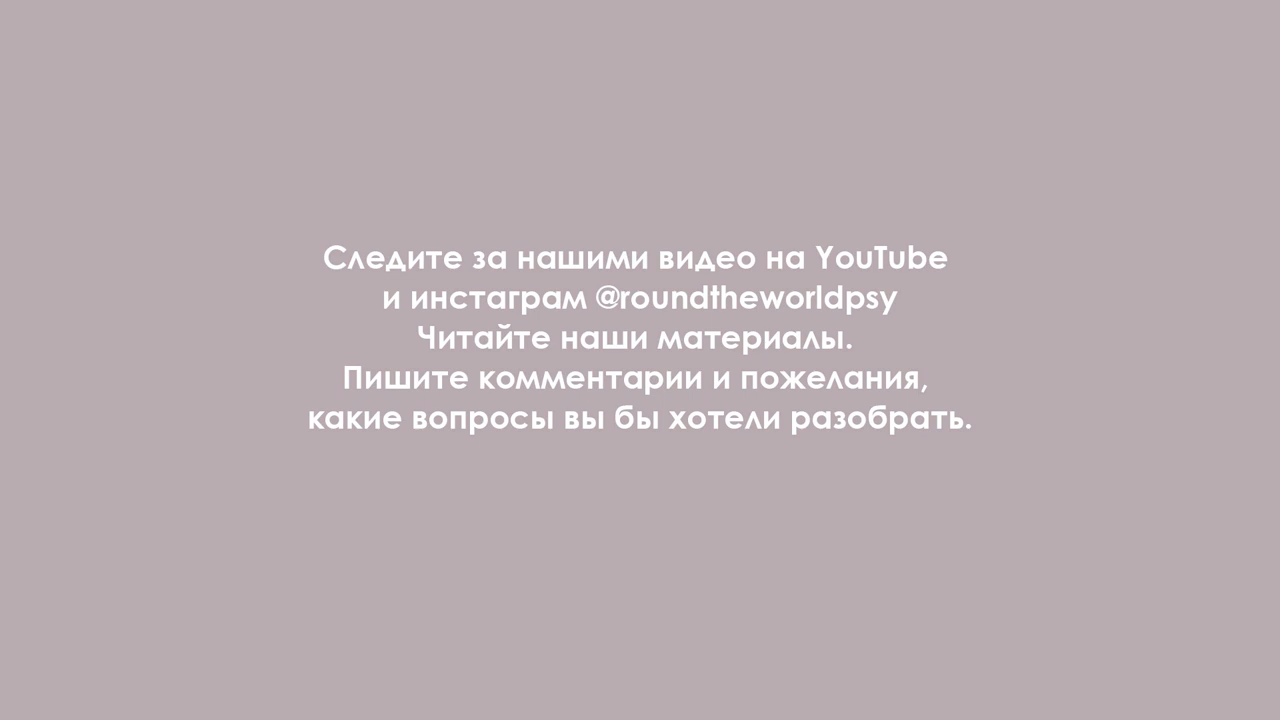 Следите за нашими видео на YouTube
и инстаграм @roundtheworldpsy
Читайте наши материалы.
Пишите комментарии и пожелания,
какие вопросы вы бы хотели разобрать.